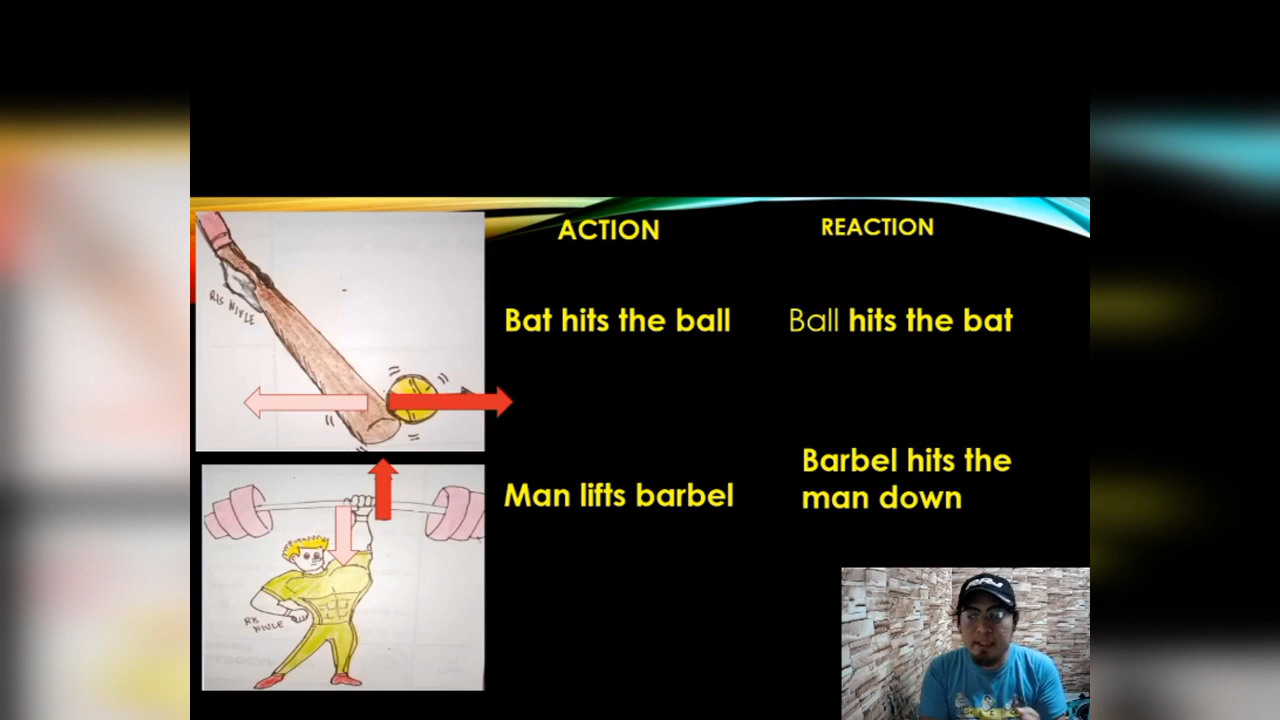 ACTION
REACTION
Bat hits the ball
Ball hits the bat
Man lifts barbel
Barbel hits the
man down